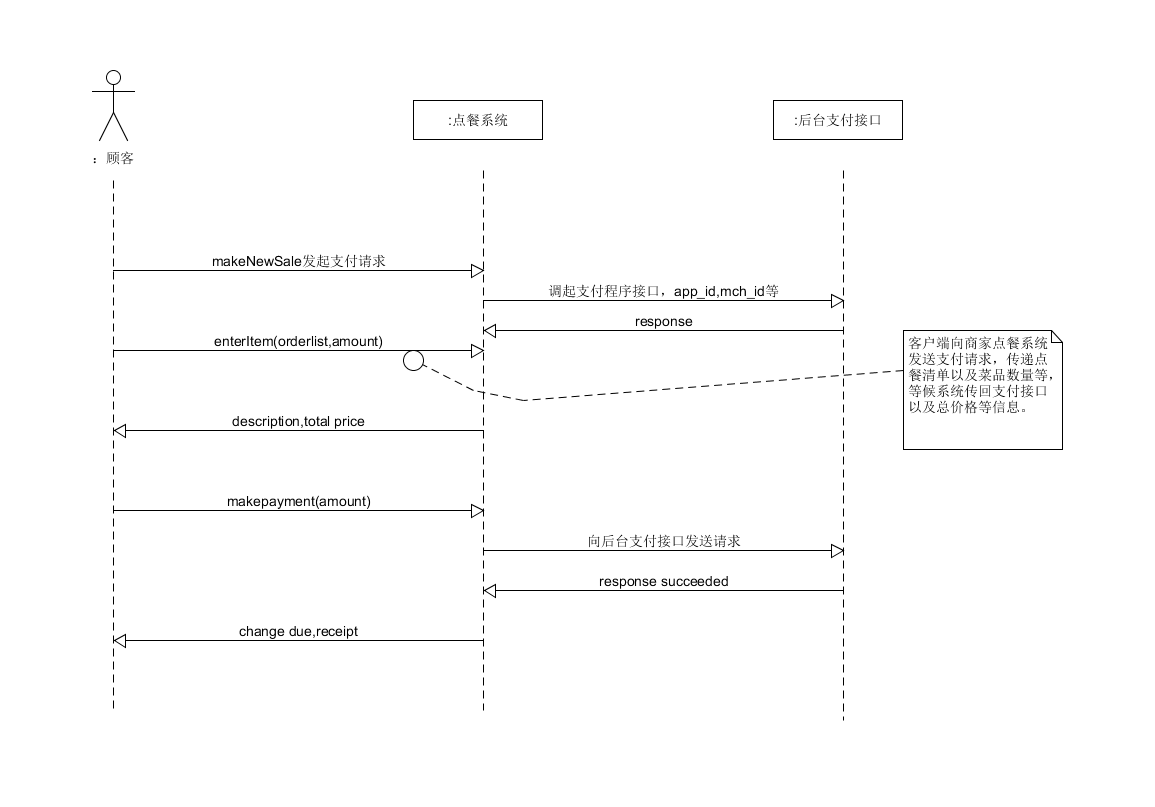 :点餐系统
:后台支付接口
：顾客
makeNewSale发起支付请求
调起支付程序接口，app_id,mch_id等
response
enterItem(orderlist,amount)
客户端向商家点餐系统
发送支付请求，传递点
餐清单以及菜品数量等，
等候系统传回支付接口
以及总价格等信息。
description,total price
makepayment(amount)
向后台支付接口发送请求
response succeeded
change due,receipt